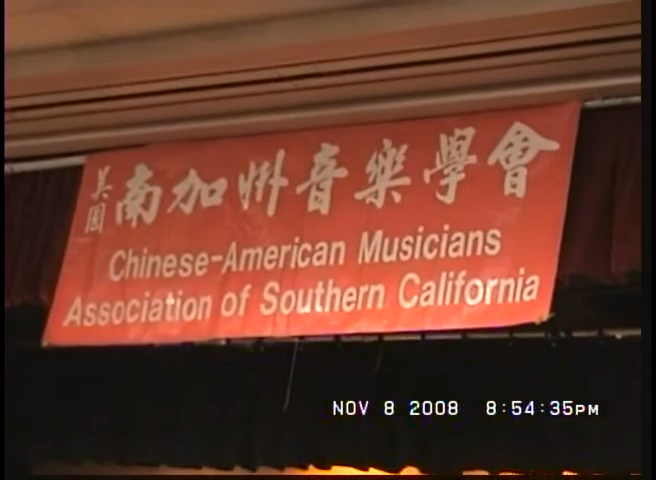 美國
南加州音樂學會
Chinese-American Musicians
Association of Southern California
NOV 8 2008 8:54:35PM